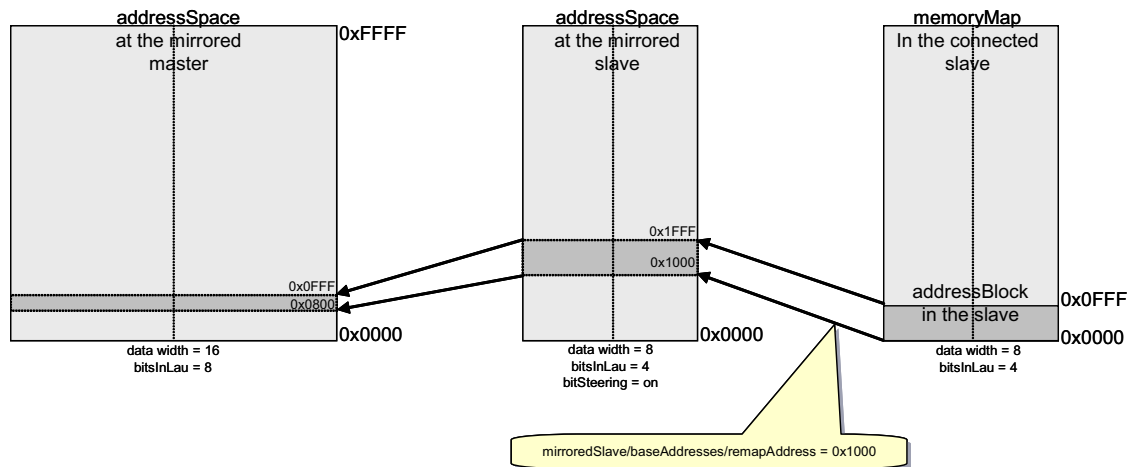 addressSpace
at the mirrored
master
0xFFFF
0x0FFF
0x0800
0x0000
data width = 16
bitsInLau = 8
addressSpace
at the mirrored
slave
0x1FFF
0x1000
0x0000
data width = 8
bitsInLau = 4
bitSteering = on
memoryMap
In the connected
slave
addressBlock
in the slave
0x0FFF
0x0000
data width = 8
bitsInLau = 4
mirroredSlave/baseAddresses/remapAddress = 0x1000